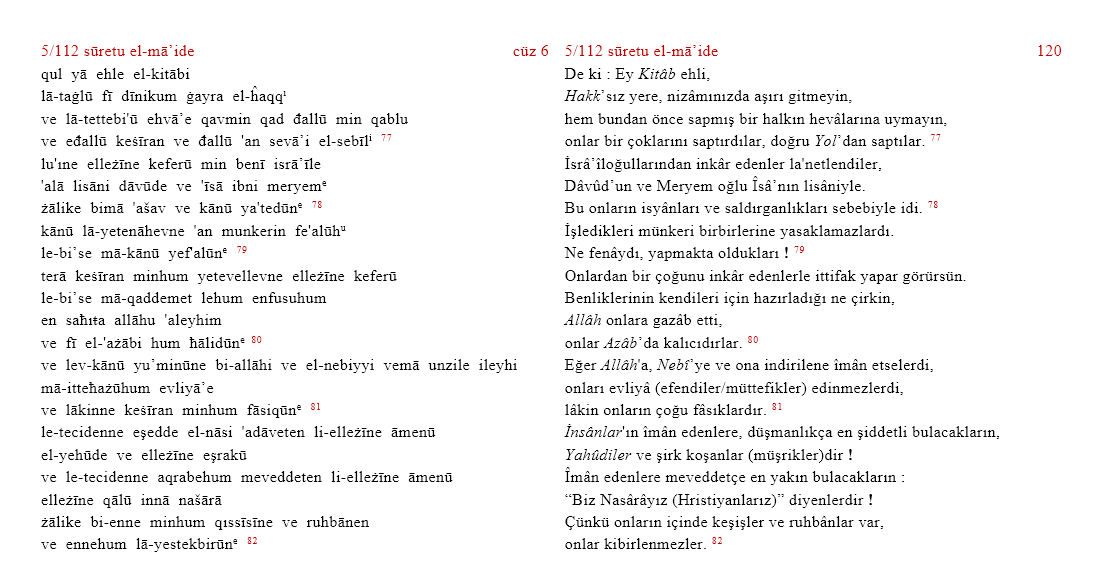 5/112 sūretu el-mā’ide cüz 6
qul yā ehle el-kitābi
lā-taġlū fī dīnikum ġayra el-ĥaqqⁱ
ve lā-tettebi'ū ehvā’e qavmin qad đallū min qablu
ve eđallū keṡīran ve đallū 'an sevā’i el-sebīlⁱ 77
lu'ıne elleżīne keferū min benī isrā’īle
'alā lisāni dāvūde ve 'īsā ibni meryemᵉ
żālike bimā 'ašav ve kānū ya'tedūnᵉ 78
kānū lā-yetenāhevne 'an munkerin fe'alūhᵘ
le-bi’se mā-kānū yef'alūnᵉ 79
terā keṡīran minhum yetevellevne elleżīne keferū
le-bi’se mā-qaddemet lehum enfusuhum
en saħıŧa allāhu 'aleyhim
ve fī el-'ażābi hum ħālidūnᵉ 80
ve lev-kānū yu’minūne bi-allāhi ve el-nebiyyi vemā unzile ileyhi
mā-itteħażūhum evliyā’e
ve lākinne keṡīran minhum fāsiqūnᵉ 81
le-tecidenne eşedde el-nāsi 'adāveten li-elleżīne āmenū
el-yehūde ve elleżīne eşrakū
ve le-tecidenne aqrabehum meveddeten li-elleżīne āmenū
elleżīne qālū innā našārā
żālike bi-enne minhum qıssīsīne ve ruhbānen
ve ennehum lā-yestekbirūnᵉ 82
5/112 sūretu el-mā’ide 120
De ki : Ey Kitâb ehli,
Hakk’sız yere, nizâmınızda aşırı gitmeyin,
hem bundan önce sapmış bir halkın hevâlarına uymayın,
onlar bir çoklarını saptırdılar, doğru Yol’dan saptılar. 77
İsrâ’îloğullarından inkâr edenler la'netlendiler,
Dâvûd’un ve Meryem oğlu Îsâ’nın lisâniyle.
Bu onların isyânları ve saldırganlıkları sebebiyle idi. 78
İşledikleri münkeri birbirlerine yasaklamazlardı.
Ne fenâydı, yapmakta oldukları ! 79
Onlardan bir çoğunu inkâr edenlerle ittifak yapar görürsün.
Benliklerinin kendileri için hazırladığı ne çirkin,
Allâh onlara gazâb etti,
onlar Azâb’da kalıcıdırlar. 80
Eğer Allâh'a, Nebî’ye ve ona indirilene îmân etselerdi,
onları evliyâ (efendiler/müttefikler) edinmezlerdi,
lâkin onların çoğu fâsıklardır. 81
İnsânlar'ın îmân edenlere, düşmanlıkça en şiddetli bulacakların,
Yahûdiler ve şirk koşanlar (müşrikler)dir !
Îmân edenlere meveddetçe en yakın bulacakların :
“Biz Nasârâyız (Hristiyanlarız)” diyenlerdir !
Çünkü onların içinde keşişler ve ruhbânlar var,
onlar kibirlenmezler. 82